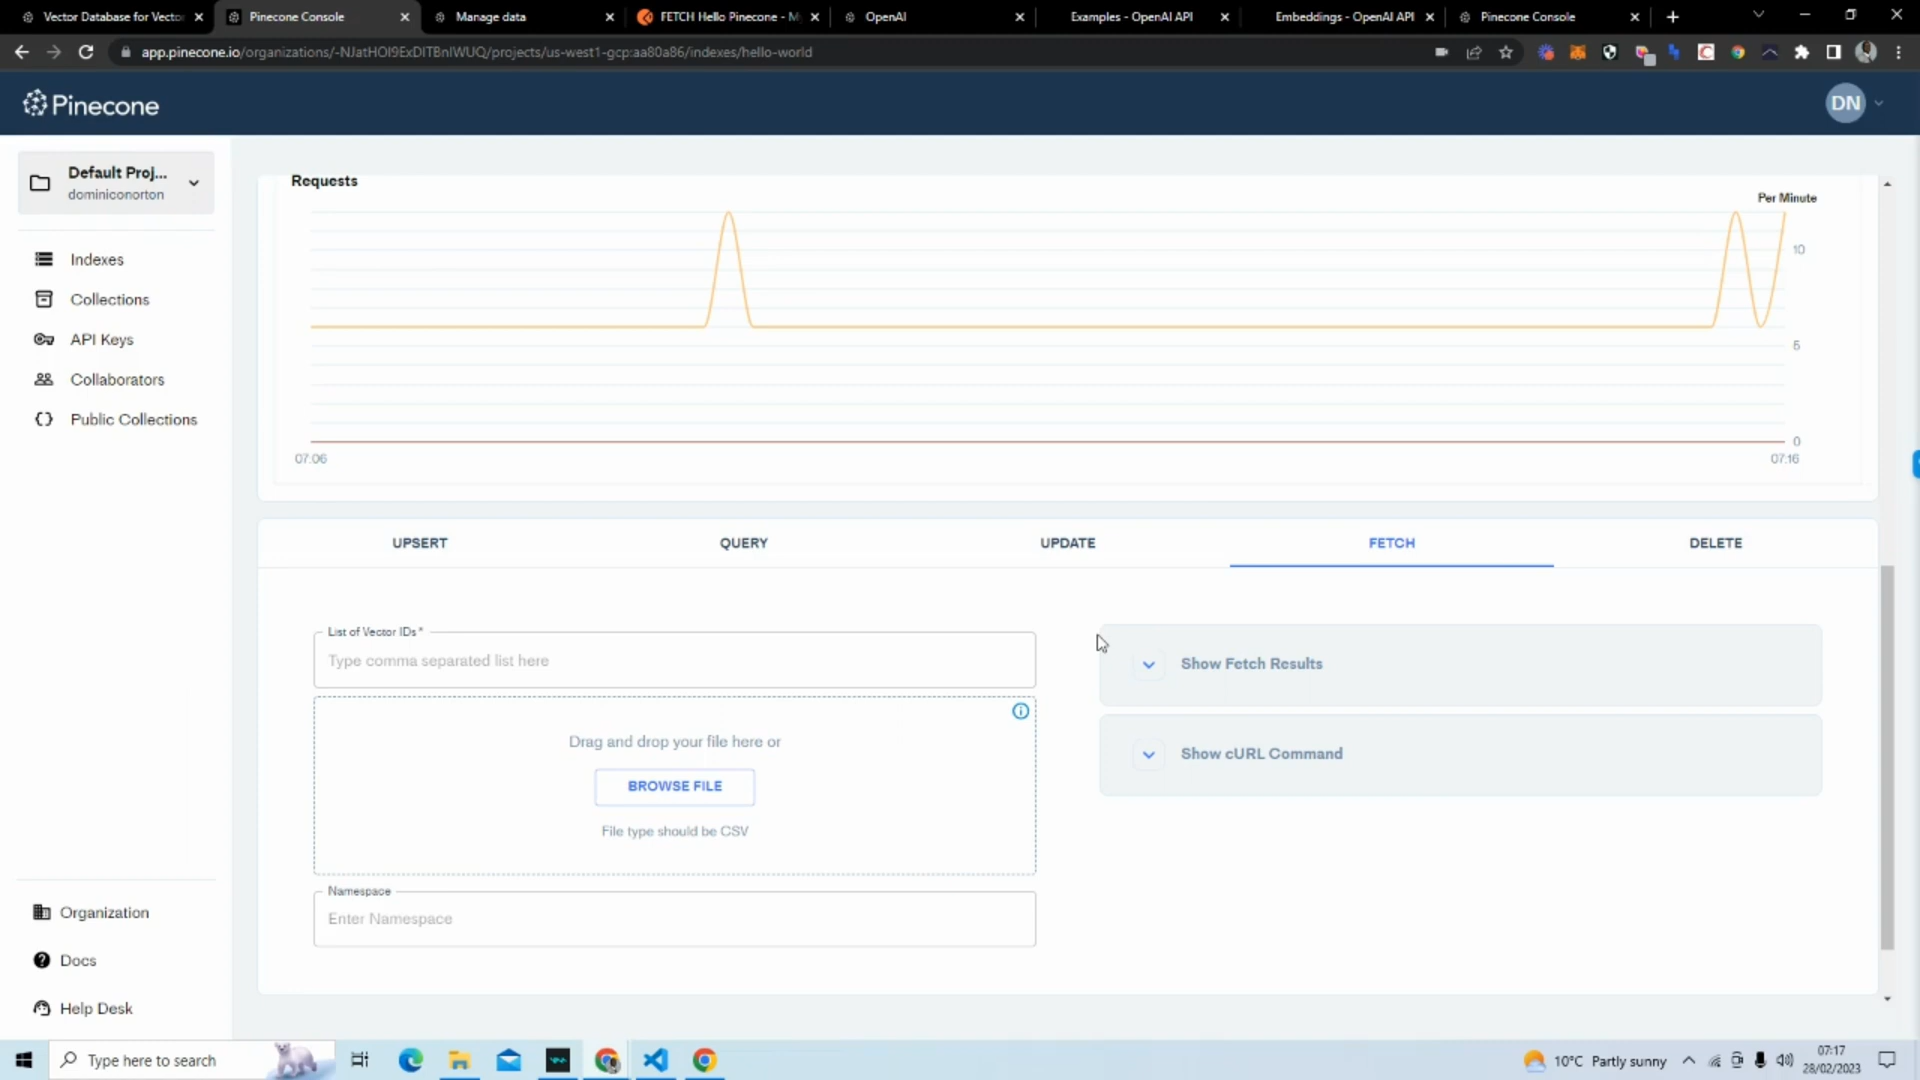 Vector Database for Vector
Pinecone Console
Manage data
FETCH Hello Pinecone - M
OpenAI
Examples - OpenAI API
Embeddings - OpenAI API
Pinecone Console
app.pinecone.io/organizations/-NJatHOI9ExDITBnIWUQ/projects/us-west1-gcp:aa80a86/indexes/hello-world
Pinecone
DN
Default Proj...
dominiconorton
Indexes
Collections
API Keys
Collaborators
Public Collections
Organization
Docs
Help Desk
Requests
Per Minute
10
5
0
07:06
07:16
UPSERT
QUERY
UPDATE
FETCH
DELETE
List of Vector IDs*
Type comma separated list here
Drag and drop your file here or
BROWSE FILE
File type should be CSV
Namespace
Enter Namespace
Show Fetch Results
Show cURL Command
Type here to search
10°C Partly sunny
07:17
28/02/2023